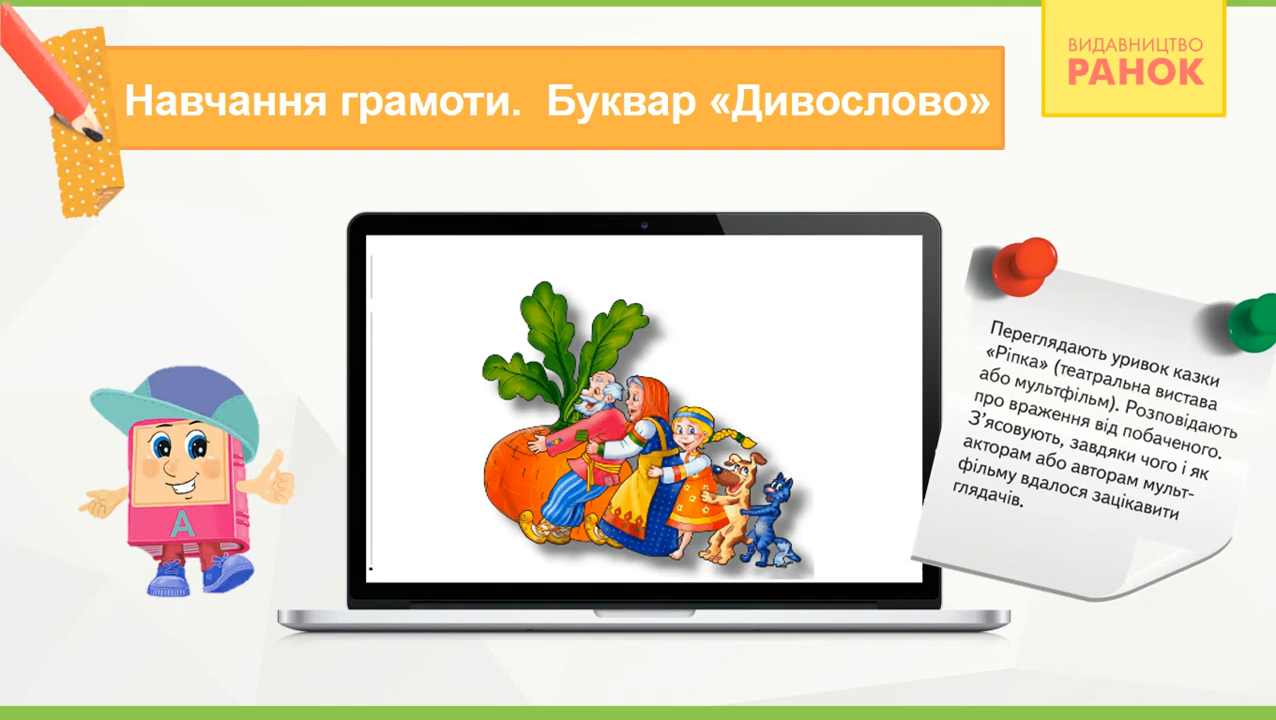 Навчання грамоти. Буквар «Дивослово»
ВИДАВНИЦТВО
РАНОК
Переглядають уривок казки
«Ріпка» (театральна вистава
або мультфільм). Розповідають
про враження від побаченого.
З’ясовують, завдяки чого і як
акторам або авторам мульт-
фільму вдалося зацікавити
глядачів.
А